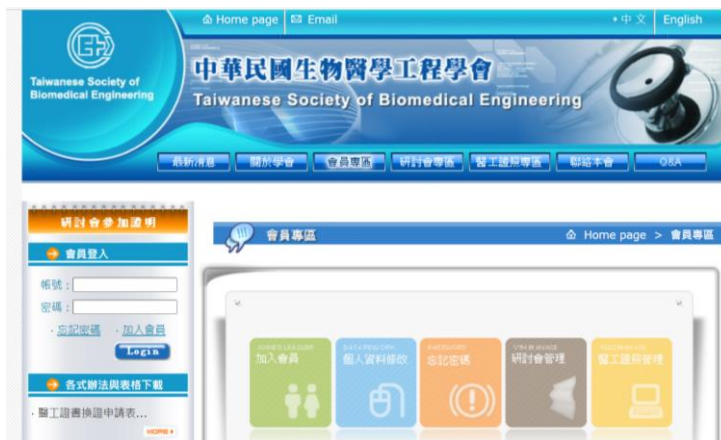 Home page
Email
中 文
English
Taiwanese Society of
Biomedical Engineering
中華民國生物醫學工程學會
Taiwanese Society of Biomedical Engineering
最新消息
關於學會
會員專區
研討會專區
醫工證照專區
聯絡本會
Q&A
研討會參加證明
會員登入
帳號：
密碼：
忘記密碼
加入會員
Login
各式辦法與表格下載
醫工證書換證申請表...
MORE
會員專區
Home page > 會員專區
加入會員
個人資料修改
PASSWORD
忘記密碼
研討會管理
醫工證照管理